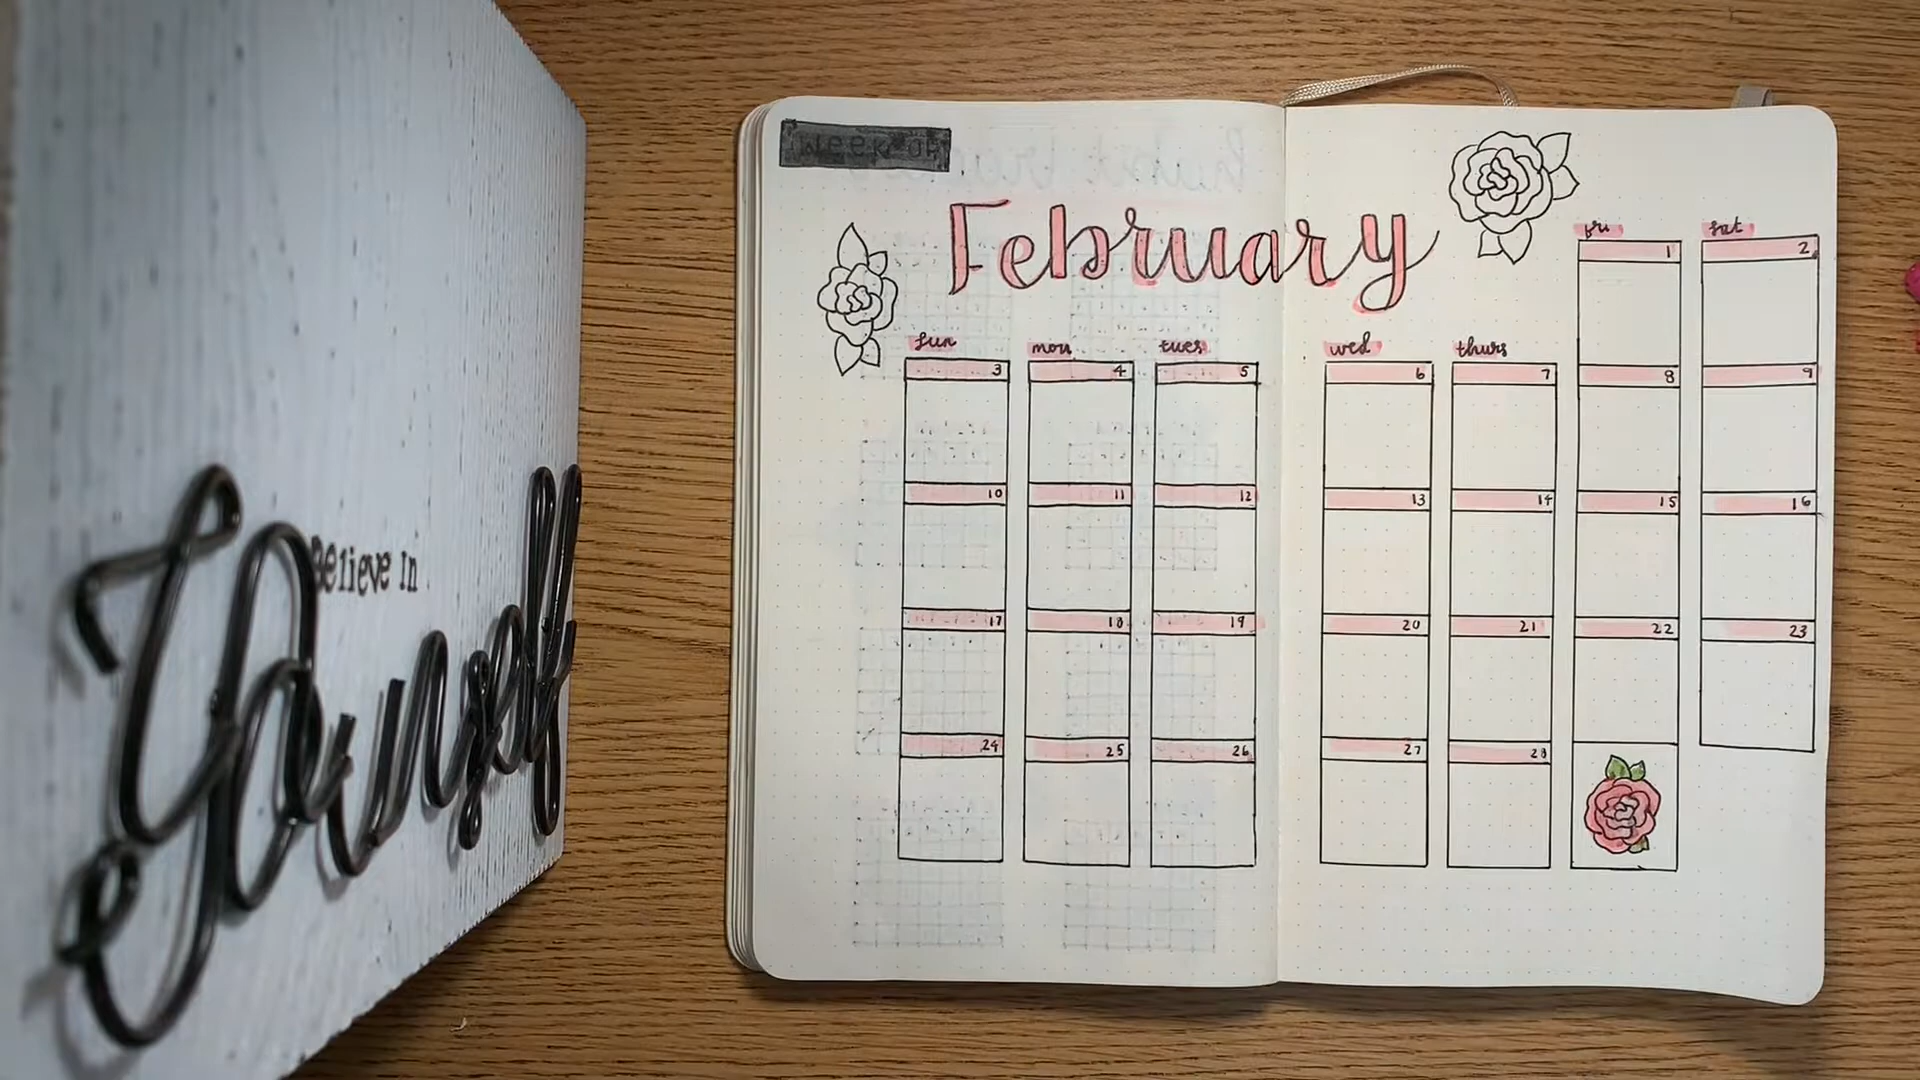 Believe in
Yourself
Week of
February
fri sat
1 2
sun mon tues wed thurs
3 4 5 6 7 8 9
10 11 12 13 14 15 16
17 18 19 20 21 22 23
24 25 26 27 28